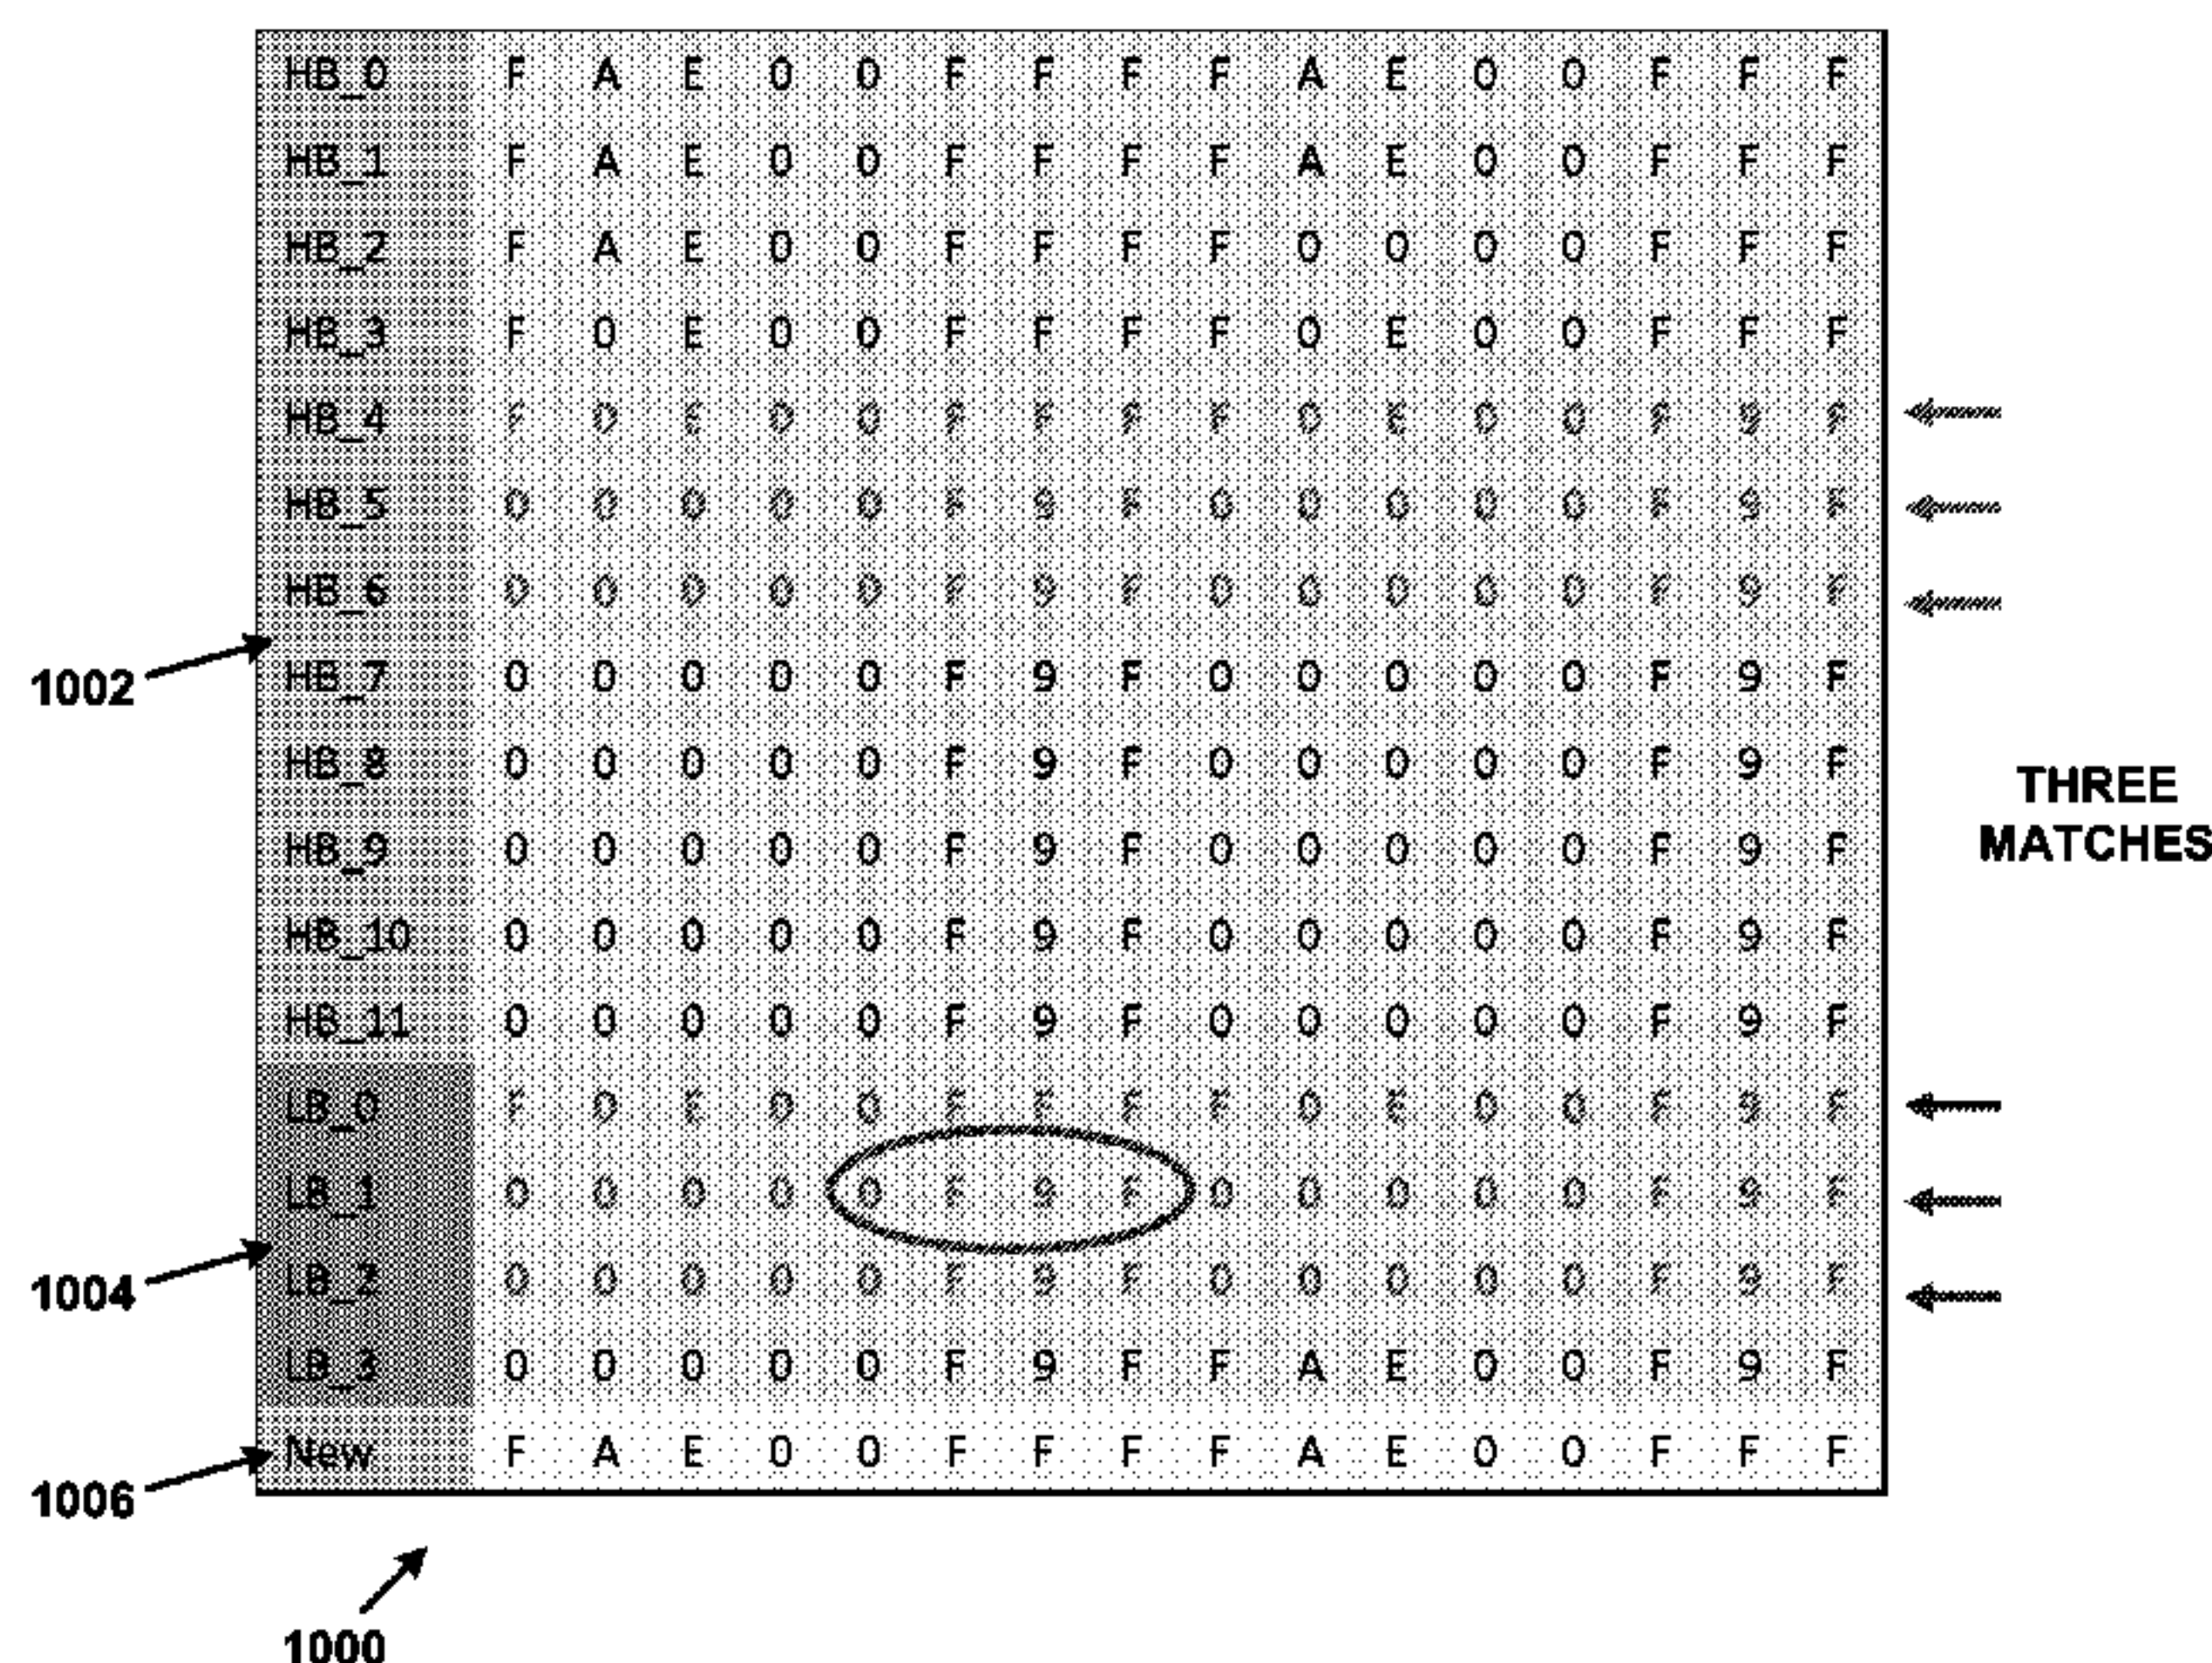 HB_0 F A E 0 0 F F F F A E 0 0 F F F
HB_1 F A E 0 0 F F F F A E 0 0 F F F
HB_2 F A E 0 0 F F F F 0 0 0 0 F F F
HB_3 F 0 E 0 0 F F F F 0 E 0 0 F F F
HB_4 F 0 E 0 0 F F F F 0 E 0 0 F 9 F
HB_5 0 0 0 0 0 F 9 F 0 0 0 0 0 F 9 F
HB_6 0 0 0 0 0 F 9 F 0 0 0 0 0 F 9 F
1002
HB_7 0 0 0 0 0 F 9 F 0 0 0 0 0 F 9 F
HB_8 0 0 0 0 0 F 9 F 0 0 0 0 0 F 9 F
THREE
MATCHES
HB_9 0 0 0 0 0 F 9 F 0 0 0 0 0 F 9 F
HB_10 0 0 0 0 0 F 9 F 0 0 0 0 0 F 9 F
HB_11 0 0 0 0 0 F 9 F 0 0 0 0 0 F 9 F
LB_0 F 0 E 0 0 F F F F 0 E 0 0 F 9 F
LB_1 0 0 0 0 0 F 9 F 0 0 0 0 0 F 9 F
LB_2 0 0 0 0 0 F 9 F 0 0 0 0 0 F 9 F
1004
LB_3 0 0 0 0 0 F 9 F F A E 0 0 F 9 F
New F A E 0 0 F F F F A E 0 0 F F F
1006
1000